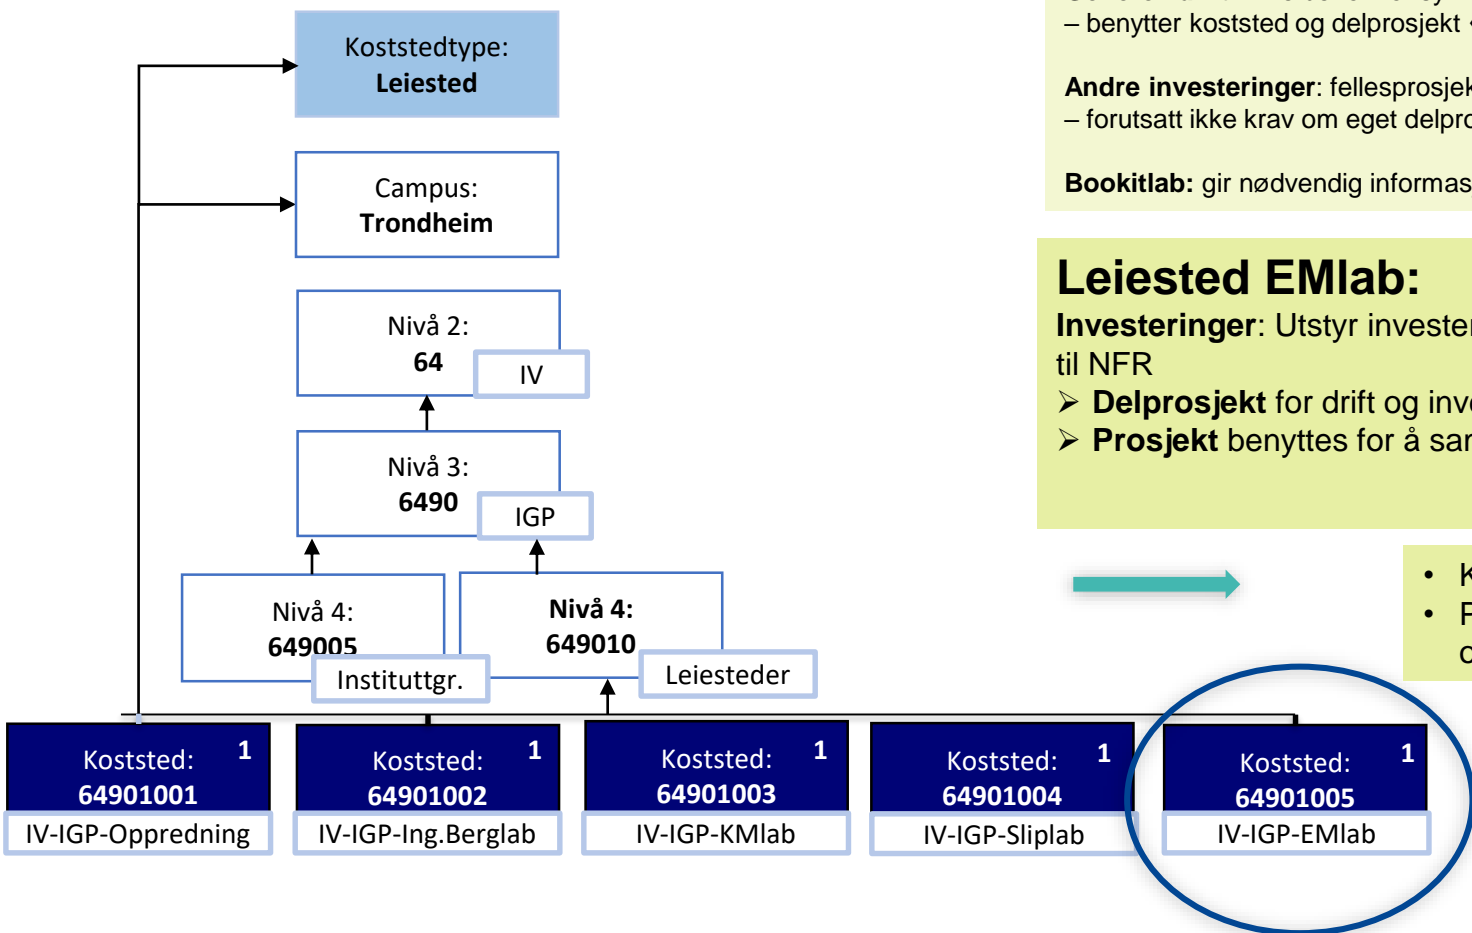 Koststedtype:
Leiested
Campus:
Trondheim
Nivå 2:
64
IV
Nivå 3:
6490
IGP
Nivå 4:
649005
Instituttgr.
Nivå 4:
649010
Leiesteder
Koststed: 1
64901001
IV-IGP-Oppredning
Koststed: 1
64901002
IV-IGP-Ing.Berglab
Koststed: 1
64901003
IV-IGP-KMlab
Koststed: 1
64901004
IV-IGP-Sliplab
Koststed: 1
64901005
IV-IGP-EMlab
– benytter koststed og delprosjekt
Andre investeringer: fellesprosjek
– forutsatt ikke krav om eget delpro
Bookitlab: gir nødvendig informas
Leiested EMlab:
Investeringer: Utstyr invester
til NFR
➢ Delprosjekt for drift og inve
➢ Prosjekt benyttes for å sam
• K
• P